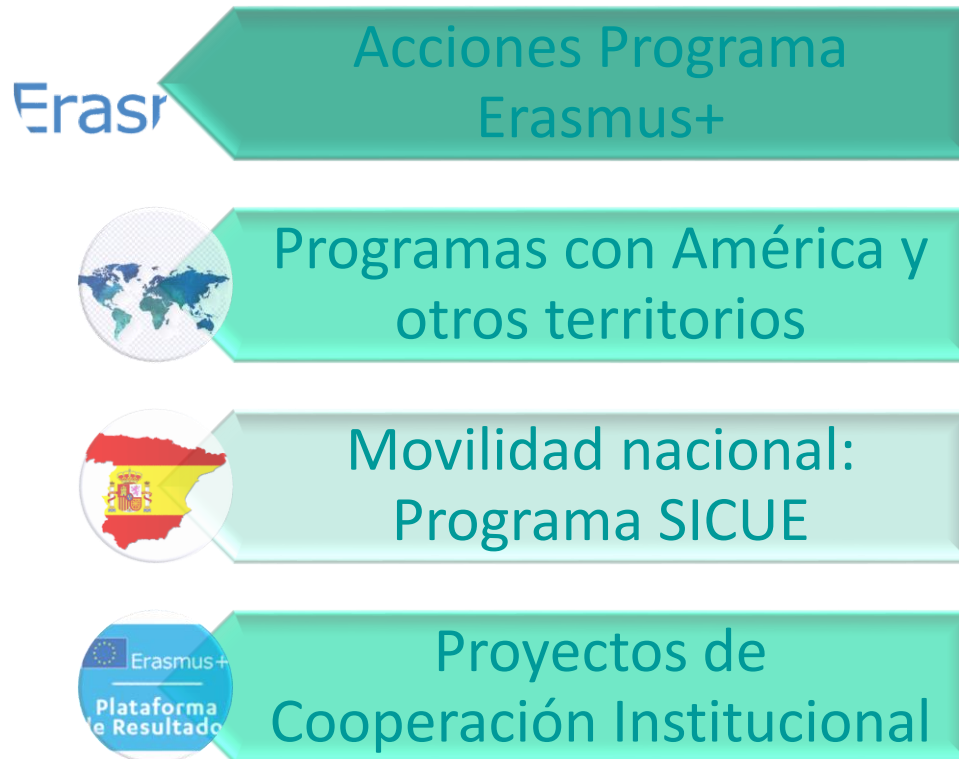 Acciones Programa
Erasmus+
Programas con América y
otros territorios
Movilidad nacional:
Programa SICUE
Erasmus+
Plataforma
de Resultado
Proyectos de
Cooperación Institucional